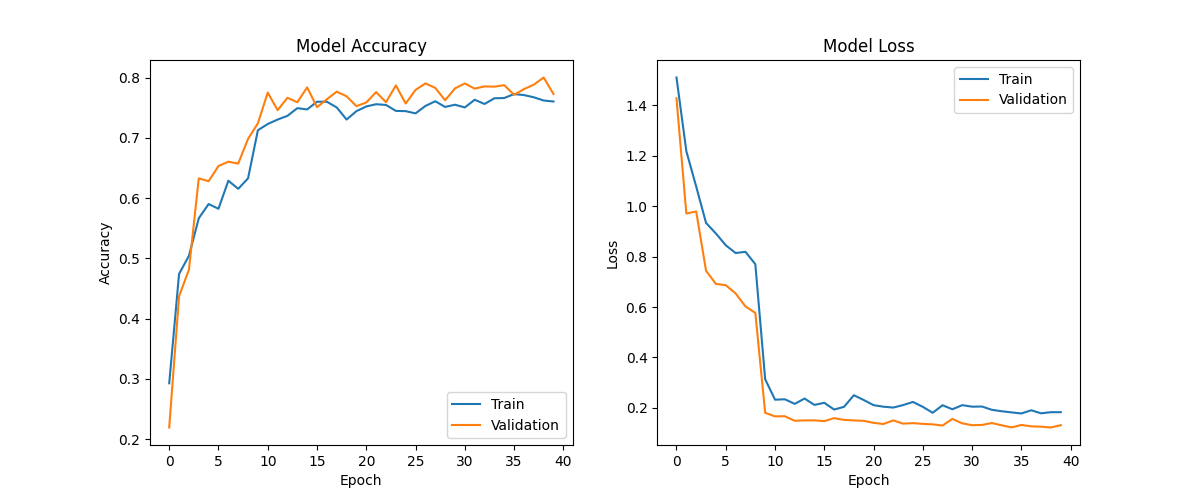 Model Accuracy
Accuracy
0.8
0.7
0.6
0.5
0.4
0.3
0.2
0 5 10 15 20 25 30 35 40
Epoch
Train
Validation
Model Loss
Loss
1.4
1.2
1.0
0.8
0.6
0.4
0.2
0 5 10 15 20 25 30 35 40
Epoch
Train
Validation